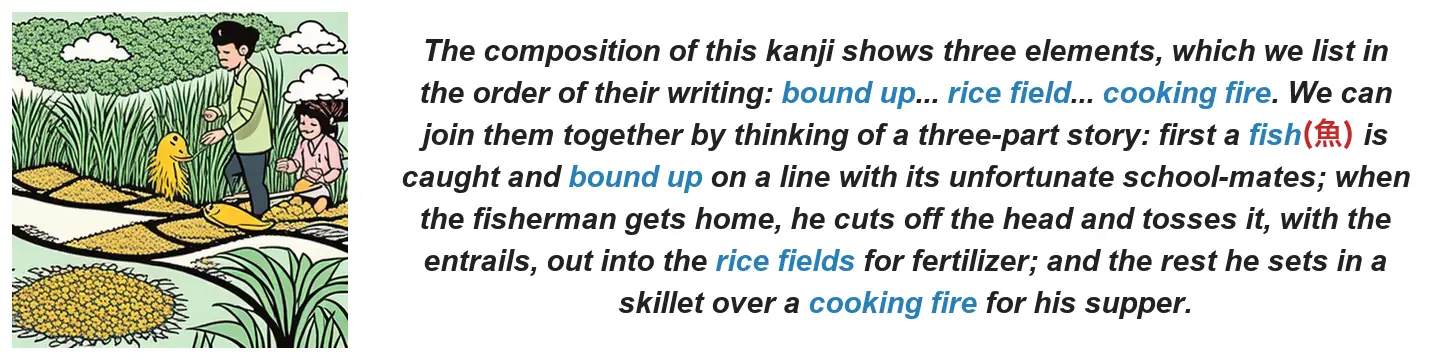 The composition of this kanji shows three elements, which we list in
the order of their writing: bound up... rice field... cooking fire. We can
join them together by thinking of a three-part story: first a fish(魚) is
caught and bound up on a line with its unfortunate school-mates; when
the fisherman gets home, he cuts off the head and tosses it, with the
entrails, out into the rice fields for fertilizer; and the rest he sets in a
skillet over a cooking fire for his supper.